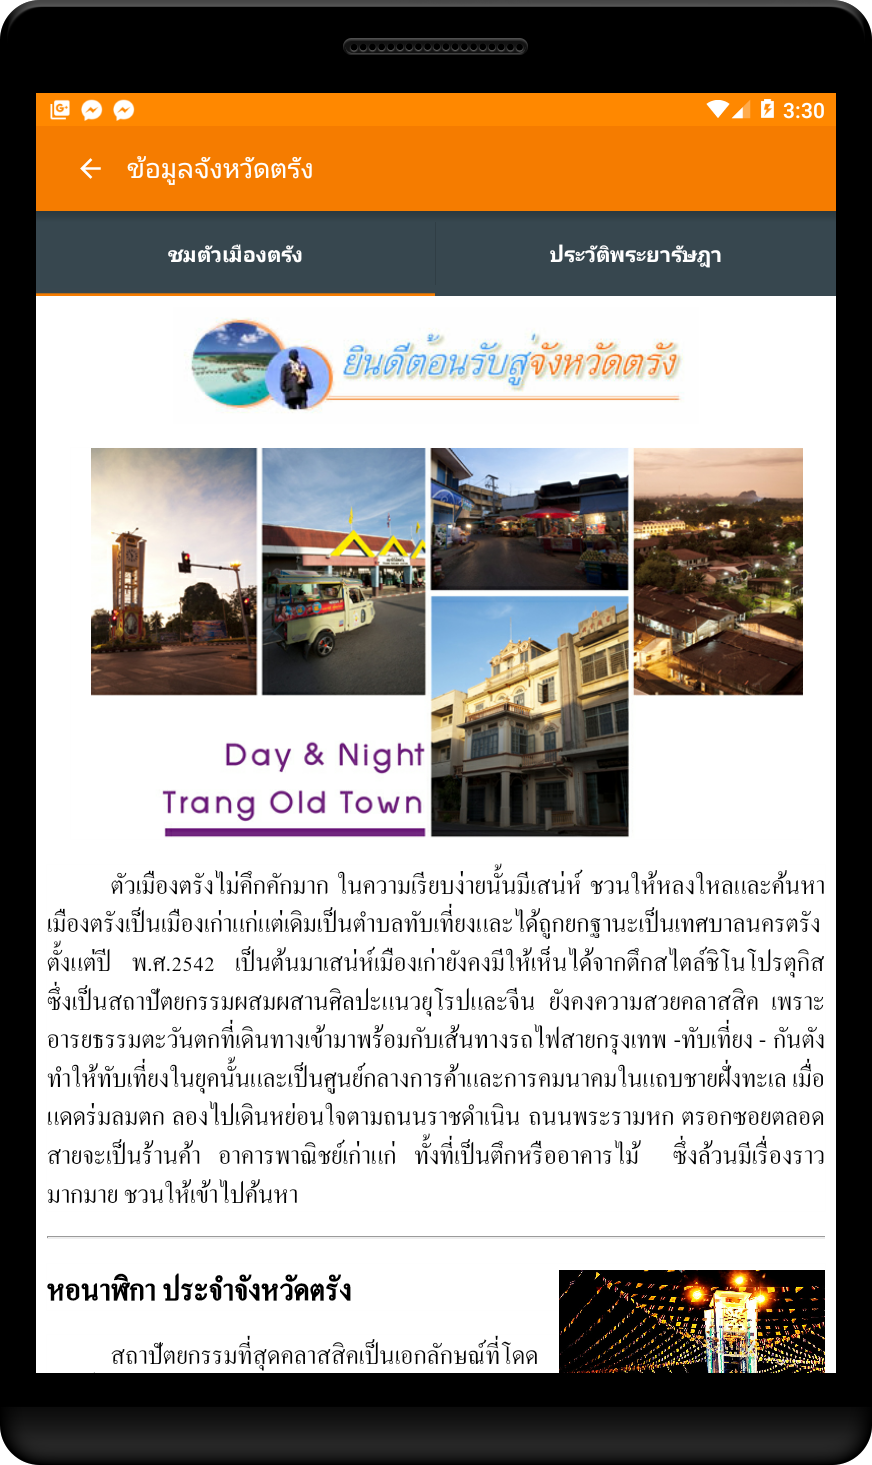 3:30
ข้อมูลจังหวัดตรัง
ชมตัวเมืองตรัง
ประวัติพระยารัษฎา
ยินดีต้อนรับสู่จังหวัดตรัง
Day & Night
Trang Old Town
ตัวเมืองตรังไม่คึกคักมาก ในความเรียบง่ายนั้นมีเสน่ห์ ชวนให้หลงใหลและค้นหา
เมืองตรังเป็นเมืองเก่าแก่แต่เดิมเป็นตำบลทับเที่ยงและได้ถูกยกฐานะเป็นเทศบาลนครตรัง
ตั้งแต่ปี พ.ศ.2542 เป็นต้นมาเสน่ห์เมืองเก่ายังคงมีให้เห็นได้จากตึกสไตล์ชิโนโปรตุกิส
ซึ่งเป็นสถาปัตยกรรมผสมผสานศิลปะแนวยุโรปและจีน ยังคงความสวยคลาสสิค เพราะ
อารยธรรมตะวันตกที่เดินทางเข้ามาพร้อมกับเส้นทางรถไฟสายกรุงเทพ -ทับเที่ยง - กันตัง
ทำให้ทับเที่ยงในยุคนั้นและเป็นศูนย์กลางการค้าและการคมนาคมในแถบชายฝั่งทะเล เมื่อ
แดดร่มลมตก ลองไปเดินหย่อนใจตามถนนราชดำเนิน ถนนพระรามหก ตรอกซอยตลอด
สายจะเป็นร้านค้า อาคารพาณิชย์เก่าแก่ ทั้งที่เป็นตึกหรืออาคารไม้ ซึ่งล้วนมีเรื่องราว
มากมาย ชวนให้เข้าไปค้นหา
หอนาฬิกา ประจำจังหวัดตรัง
สถาปัตยกรรมที่สุดคลาสสิคเป็นเอกลักษณ์ที่โดด